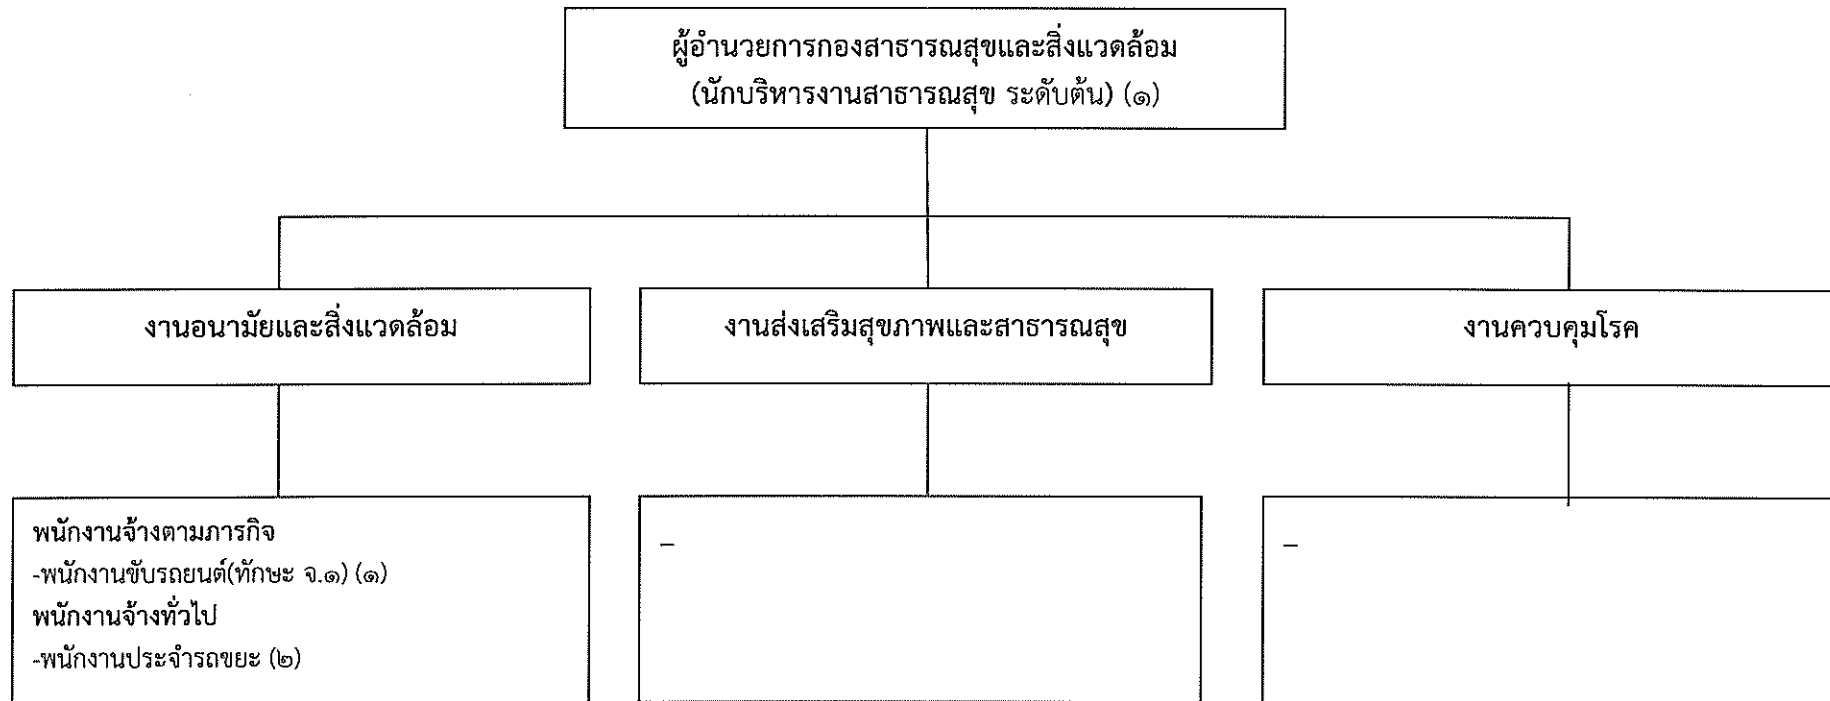 ผู้อำนวยการกองสาธารณสุขและสิ่งแวดล้อม
(นักบริหารงานสาธารณสุข ระดับต้น) (๑)
งานอนามัยและสิ่งแวดล้อม
งานส่งเสริมสุขภาพและสาธารณสุข
งานควบคุมโรค
พนักงานจ้างตามภารกิจ
-พนักงานขับรถยนต์(ทักษะ จ.๑) (๑)
พนักงานจ้างทั่วไป
-พนักงานประจำรถขยะ (๒)
–
–